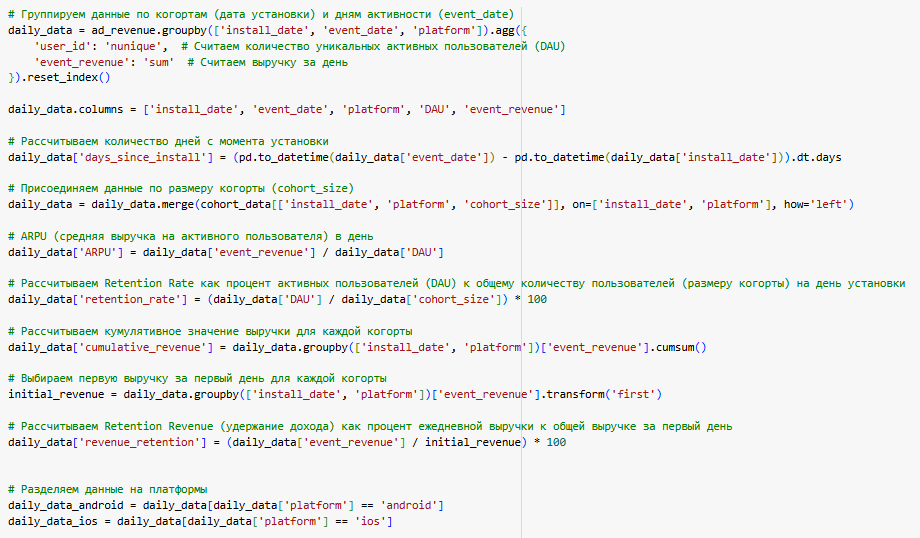 # Группируем данные по когортам (дата установки) и дням активности (event_date)
daily_data = ad_revenue.groupby(['install_date', 'event_date', 'platform']).agg({
    'user_id': 'nunique',  # Считаем количество уникальных активных пользователей (DAU)
    'event_revenue': 'sum'  # Считаем выручку за день
}).reset_index()

daily_data.columns = ['install_date', 'event_date', 'platform', 'DAU', 'event_revenue']

# Рассчитываем количество дней с момента установки
daily_data['days_since_install'] = (pd.to_datetime(daily_data['event_date']) - pd.to_datetime(daily_data['install_date'])).dt.days

# Присоединяем данные по размеру когорты (cohort_size)
daily_data = daily_data.merge(cohort_data[['install_date', 'platform', 'cohort_size']], on=['install_date', 'platform'], how='left')

# ARPU (средняя выручка на активного пользователя) в день
daily_data['ARPU'] = daily_data['event_revenue'] / daily_data['DAU']

# Рассчитываем Retention Rate как процент активных пользователей (DAU) к общему количеству пользователей (размеру когорты) на день установки
daily_data['retention_rate'] = (daily_data['DAU'] / daily_data['cohort_size']) * 100

# Рассчитываем кумулятивное значение выручки для каждой когорты
daily_data['cumulative_revenue'] = daily_data.groupby(['install_date', 'platform'])['event_revenue'].cumsum()

# Выбираем первую выручку за первый день для каждой когорты
initial_revenue = daily_data.groupby(['install_date', 'platform'])['event_revenue'].transform('first')

# Рассчитываем Retention Revenue (удержание дохода) как процент ежедневной выручки к общей выручке за первый день
daily_data['revenue_retention'] = (daily_data['event_revenue'] / initial_revenue) * 100


# Разделяем данные на платформы
daily_data_android = daily_data[daily_data['platform'] == 'android']
daily_data_ios = daily_data[daily_data['platform'] == 'ios']